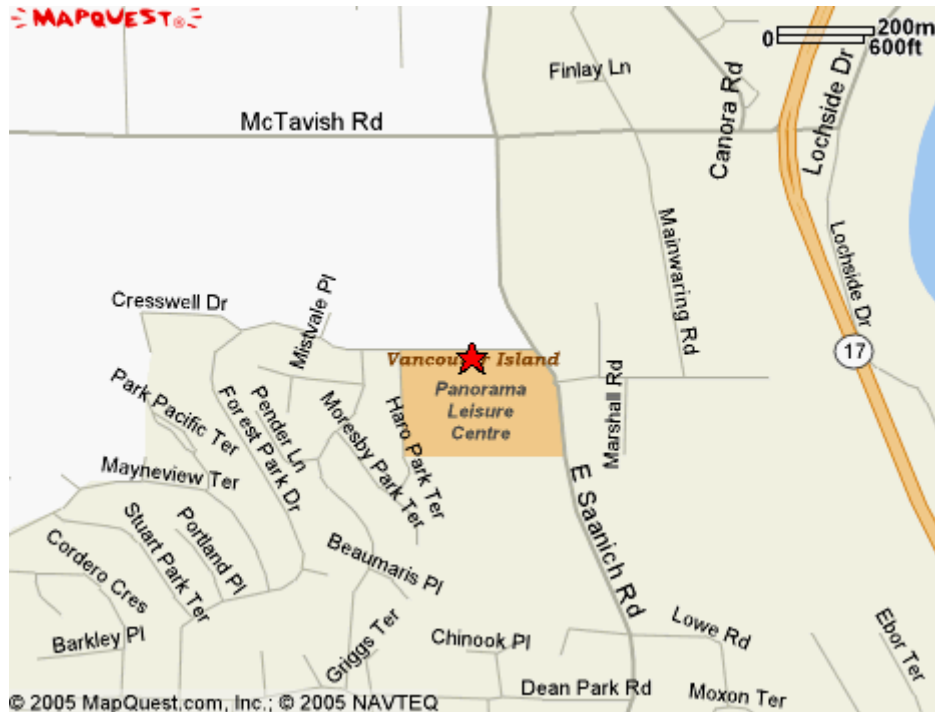 MAPQUEST®
0 200m
600ft
Finlay Ln
Canora Rd
Lochside Dr
McTavish Rd
Mainwaring Rd
Lochside Dr
Cresswell Dr
Mistvale Pl
17
Vancouver Island
Panorama
Leisure
Centre
Marshall Rd
Park Pacific Ter
Forest Park Dr
Pender Ln
Moresby Park Ter
Haro Park Ter
Mayneview Ter
E Saanich Rd
Stuart Park Ter
Portland Pl
Cordero Cres
Beaumaris Pl
Barkley Pl
Griggs Ter
Chinook Pl
Lowe Rd
Ebor Ter
Dean Park Rd
Moxon Ter
© 2005 MapQuest.com, Inc.; © 2005 NAVTEQ